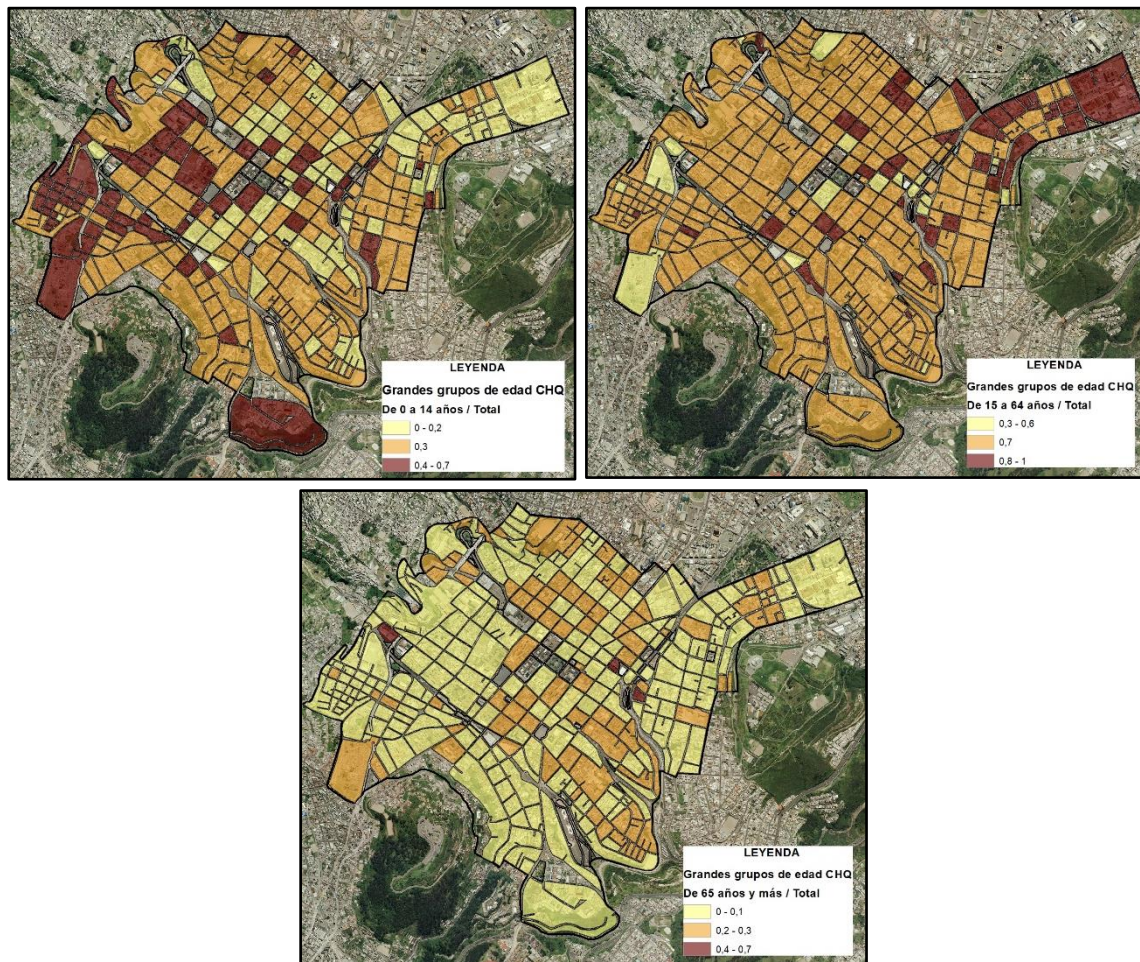 LEYENDA
Grandes grupos de edad CHQ
De 0 a 14 años / Total
0 - 0,2
0,3
0,4 - 0,7
LEYENDA
Grandes grupos de edad CHQ
De 15 a 64 años / Total
0,3 - 0,6
0,7
0,8 - 1
LEYENDA
Grandes grupos de edad CHQ
De 65 años y más / Total
0 - 0,1
0,2 - 0,3
0,4 - 0,7